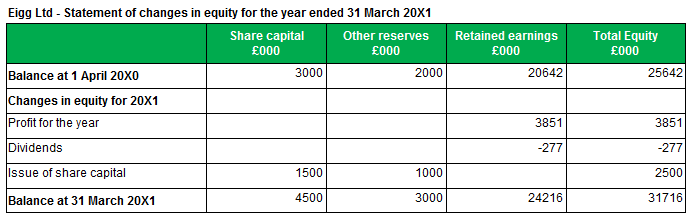 Eigg Ltd - Statement of changes in equity for the year ended 31 March 20X1
Share capital Other reserves Retained earnings Total Equity
£000 £000 £000 £000
Balance at 1 April 20X0 3000 2000 20642 25642
Changes in equity for 20X1
Profit for the year 3851 3851
Dividends -277 -277
Issue of share capital 1500 1000 2500
Balance at 31 March 20X1 4500 3000 24216 31716